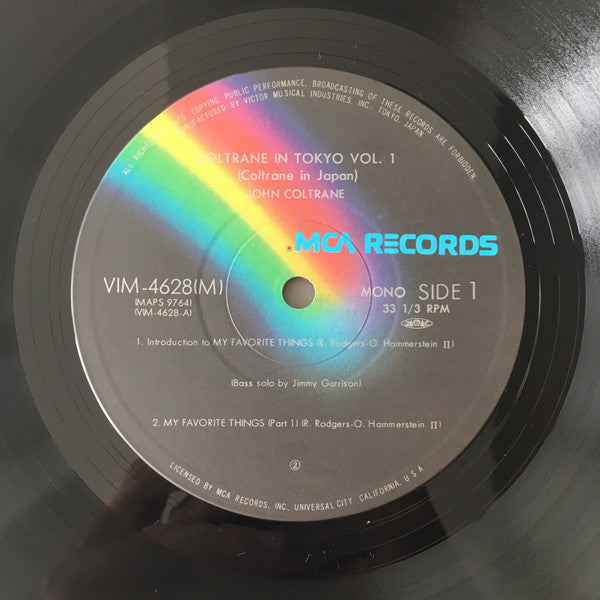 ALL RIGHTS RESERVED. COPYING, PUBLIC PERFORMANCE, BROADCASTING OF THESE RECORDS ARE FORBIDDEN.
MANUFACTURED BY VICTOR MUSICAL INDUSTRIES, INC., TOKYO, JAPAN
COLTRANE IN TOKYO VOL. 1
(Coltrane in Japan)
JOHN COLTRANE
® MCA RECORDS
VIM-4628(M)
(MAPS 9764)
(VIM-4628-A)
MONO SIDE 1
33 1/3 RPM
JASRAC
1. Introduction to MY FAVORITE THINGS (R. Rodgers-O. Hammerstein II)
(Bass solo by Jimmy Garrison)
2. MY FAVORITE THINGS (Part 1) (R. Rodgers-O. Hammerstein II)
②
LICENSED BY MCA RECORDS, INC., UNIVERSAL CITY, CALIFORNIA, U.S.A